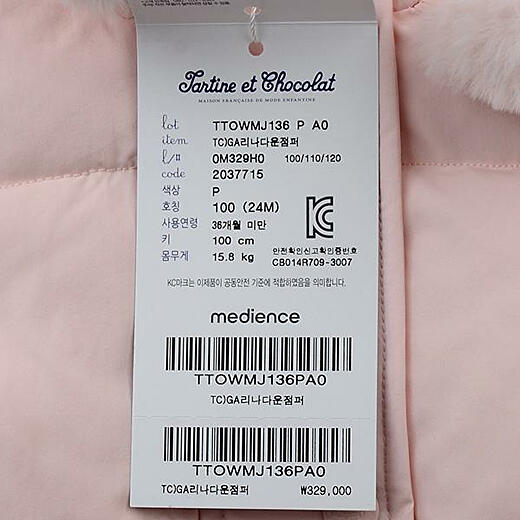 Tartine et Chocolat
MAISON FRANÇAISE DE MODE ENFANTINE
lot TTOWMJ136 P A0
item TC)GA리나다운점퍼
l/# 0M329H0 100/110/120
code 2037715
색상 P
호칭 100 (24M)
사용연령 36개월 미만
키 100 cm
몸무게 15.8 kg
안전확인신고확인증번호
CB014R709-3007
KC마크는 이제품이 공동안전 기준에 적합하였음을 의미합니다.
medience
TTOWMJ136PA0
TC)GA리나다운점퍼
TTOWMJ136PA0
TC)GA리나다운점퍼 ₩329,000